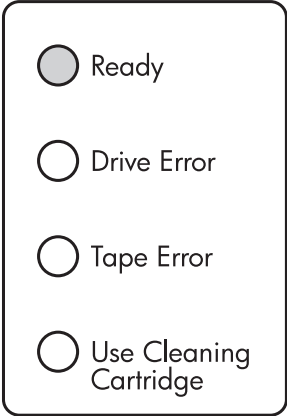 Ready
Drive Error
Tape Error
Use Cleaning
Cartridge